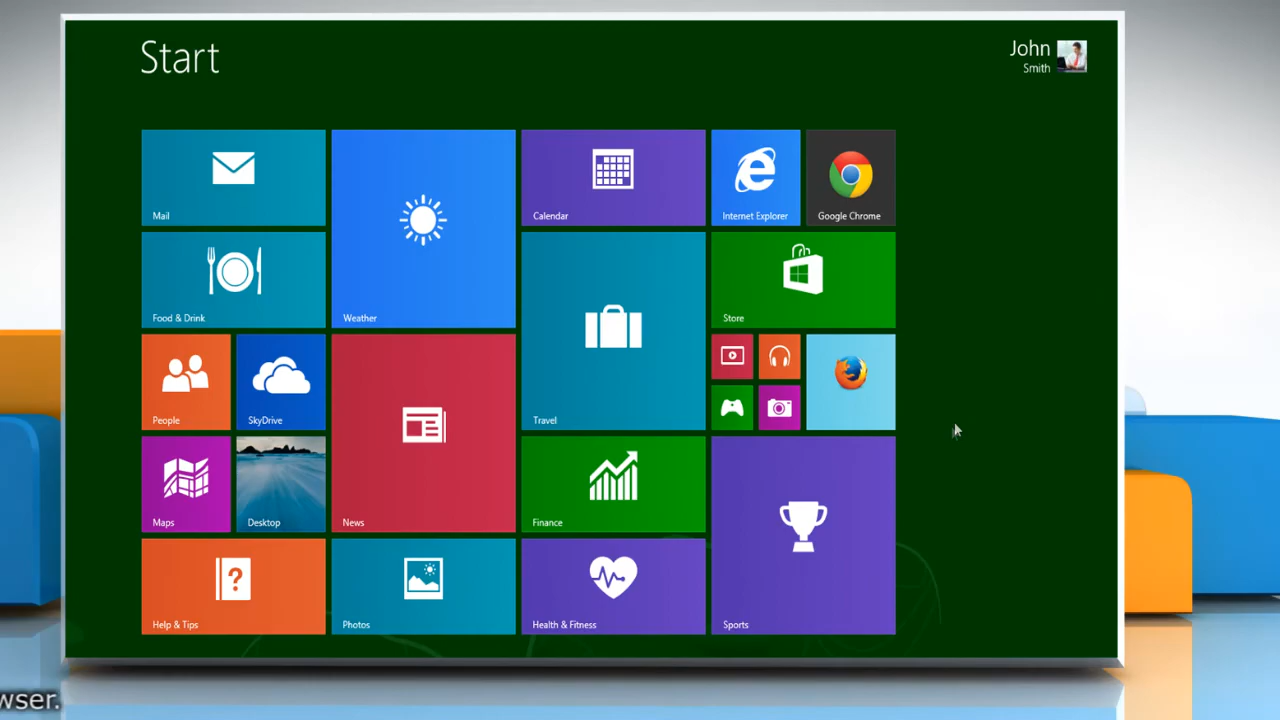 Start
John
Smith
Mail
Weather
Calendar
Internet Explorer
Google Chrome
Food & Drink
Travel
Store
People
SkyDrive
News
Maps
Desktop
Finance
Sports
Help & Tips
Photos
Health & Fitness
wser.